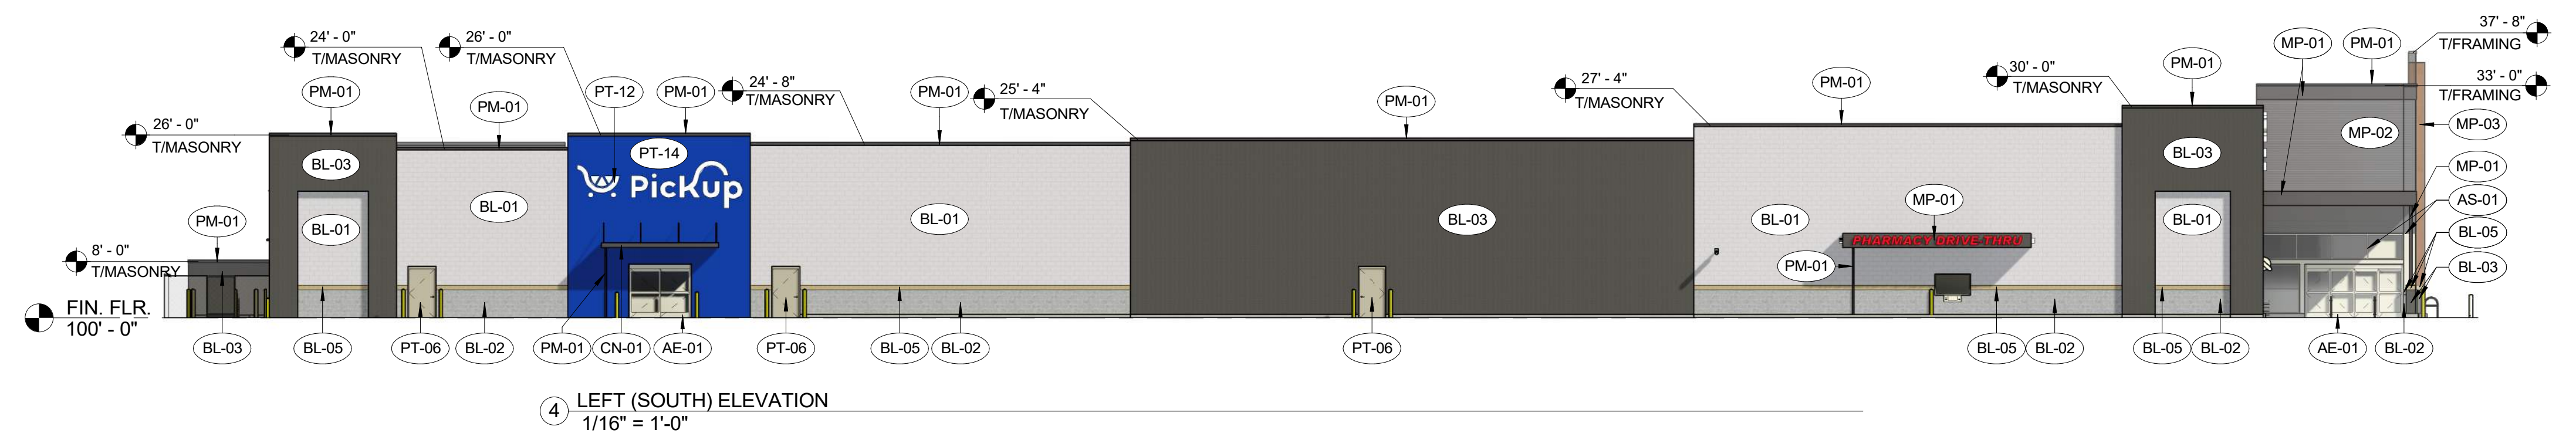 37' - 8"
T/FRAMING
24' - 0"
T/MASONRY
26' - 0"
T/MASONRY
MP-01
PM-01
PM-01
30' - 0"
T/MASONRY
24' - 8"
T/MASONRY
27' - 4"
T/MASONRY
PM-01
33' - 0"
T/FRAMING
PM-01
PT-12
PM-01
PM-01
25' - 4"
T/MASONRY
PM-01
PM-01
26' - 0"
T/MASONRY
MP-02
MP-03
PT-14
BL-03
BL-03
MP-01
PickUp
MP-01
AS-01
BL-01
PM-01
BL-01
BL-01
BL-03
BL-01
BL-01
BL-01
BL-05
PHARMACY DRIVE-THRU
8' - 0"
T/MASONRY
PM-01
BL-03
FIN. FLR.
100' - 0"
BL-03
BL-05
PT-06
BL-02
PM-01
CN-01
AE-01
PT-06
BL-05
BL-02
PT-06
BL-05
BL-02
BL-05
BL-02
AE-01
BL-02
4
LEFT (SOUTH) ELEVATION
1/16" = 1'-0"